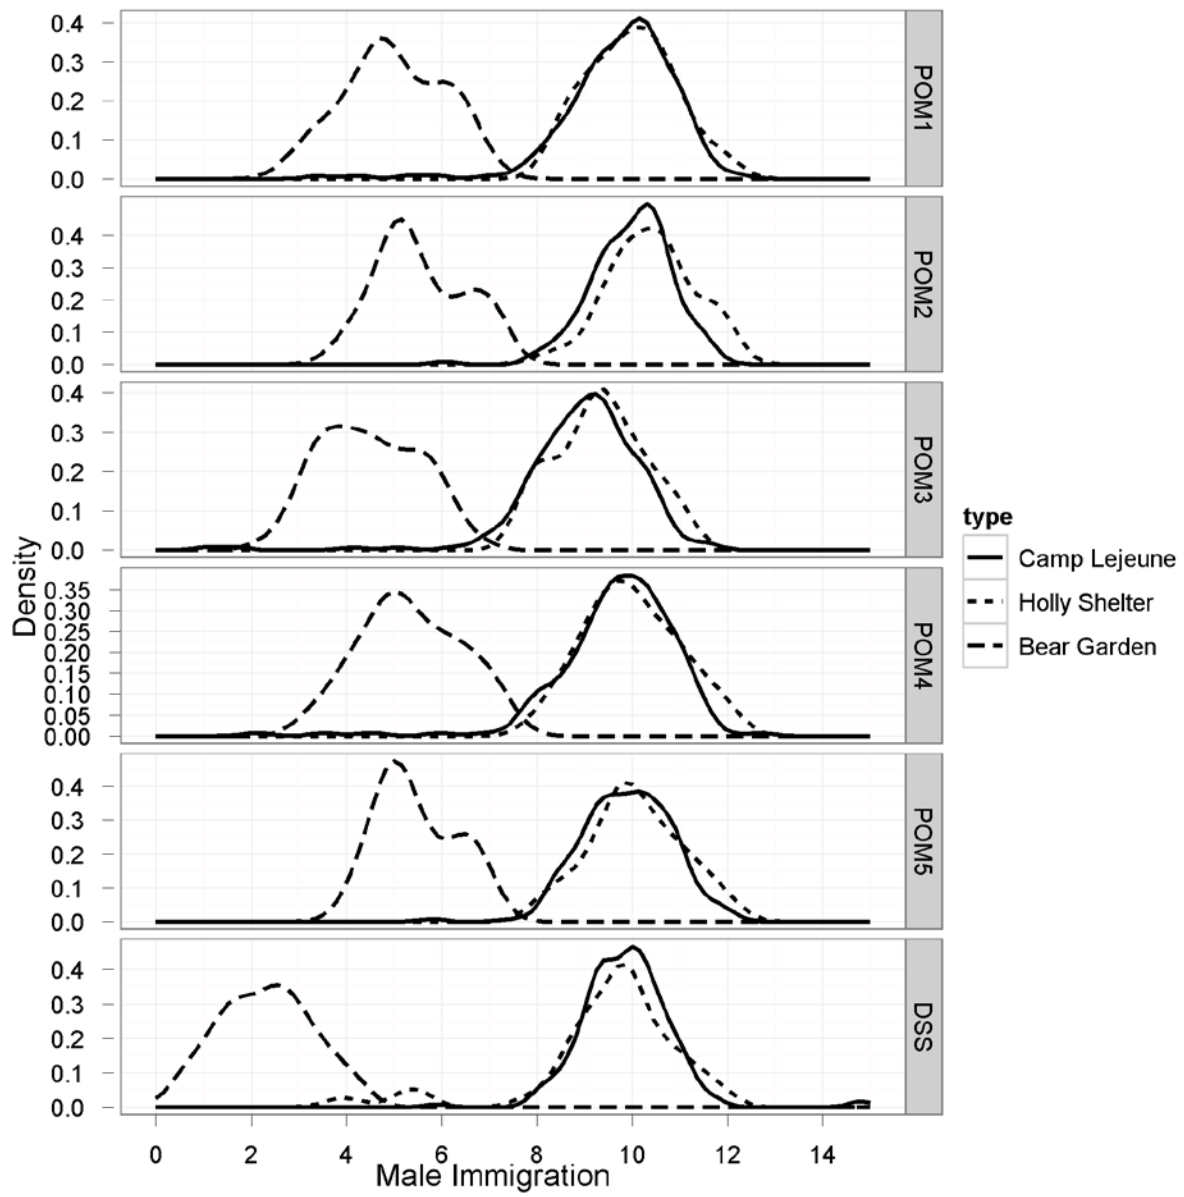 0.4
0.3
0.2
0.1
0.0
POM1
0.4
0.3
0.2
0.1
0.0
POM2
0.4
0.3
0.2
0.1
0.0
POM3
0.35
0.30
0.25
0.20
0.15
0.10
0.05
0.00
POM4
0.4
0.3
0.2
0.1
0.0
POM5
0.4
0.3
0.2
0.1
0.0
DSS
Density
0 2 4 6 8 10 12 14
Male Immigration
type
Camp Lejeune
Holly Shelter
Bear Garden